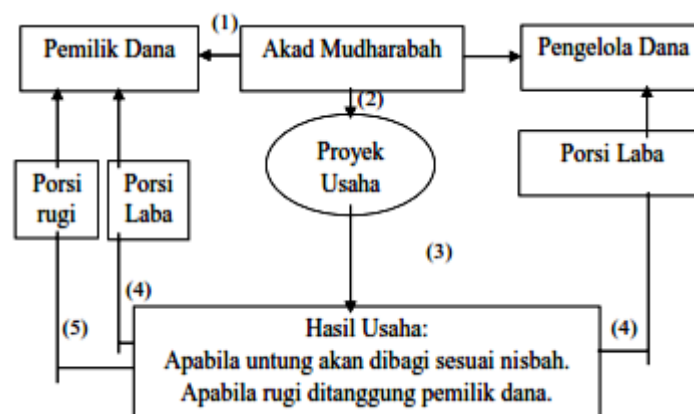 (1)
Pemilik Dana
Akad Mudharabah
Pengelola Dana
(2)
Proyek
Usaha
Porsi
rugi
Porsi
Laba
Porsi Laba
(3)
(4)
(5)
(4)
Hasil Usaha:
Apabila untung akan dibagi sesuai nisbah.
Apabila rugi ditanggung pemilik dana.